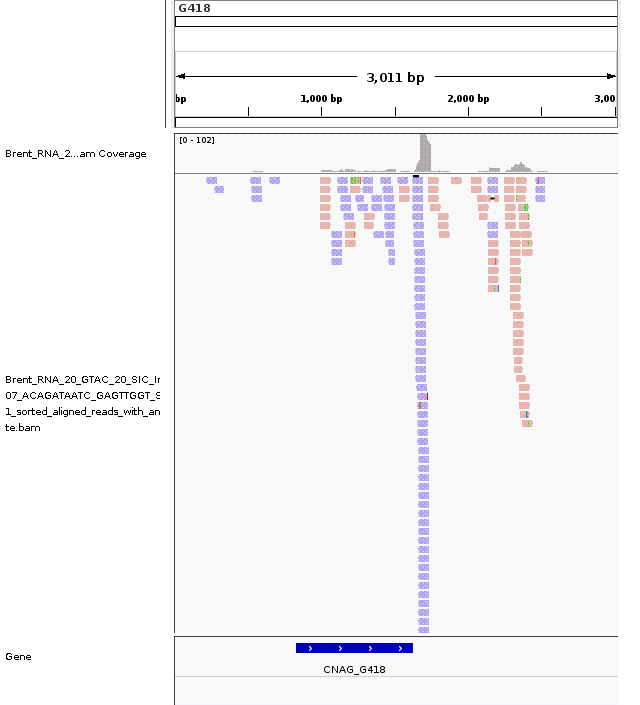 G418
3,011 bp
bp
1,000 bp
2,000 bp
3,00
[0 - 102]
Brent_RNA_2...am Coverage
Brent_RNA_20_GTAC_20_SIC_Ir
07_ACAGATAATC_GAGTTGGT_S
1_sorted_aligned_reads_with_an
te.bam
Gene
CNAG_G418